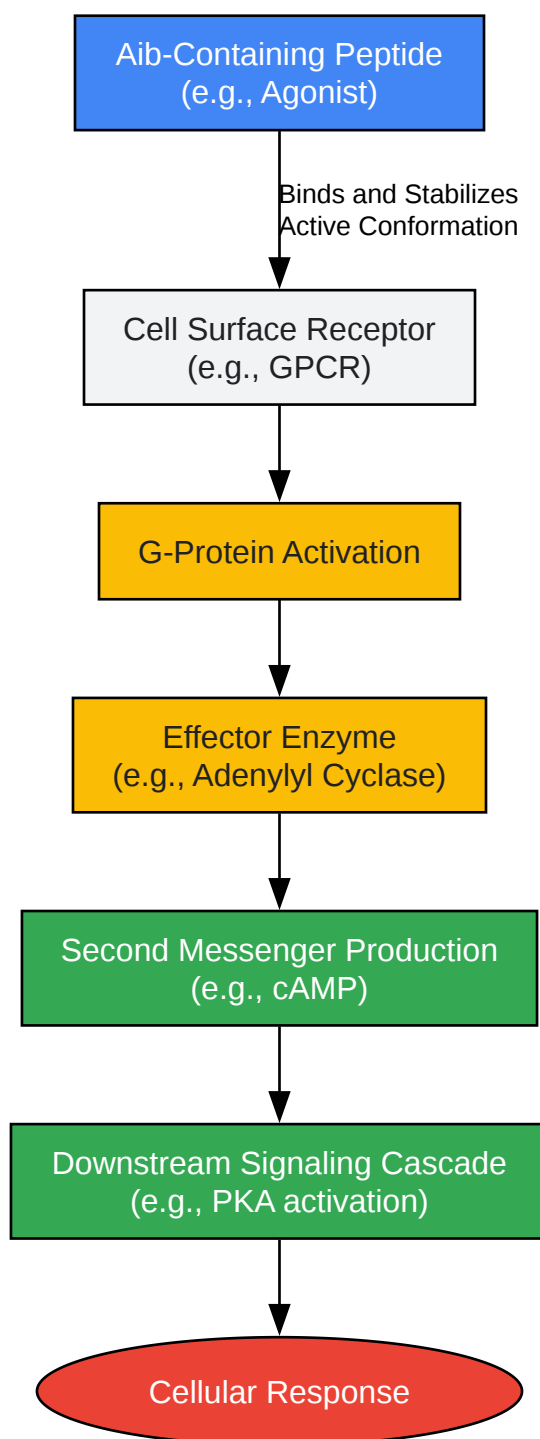 Aib-Containing Peptide
(e.g., Agonist)
Binds and Stabilizes
Active Conformation
Cell Surface Receptor
(e.g., GPCR)
G-Protein Activation
Effector Enzyme
(e.g., Adenylyl Cyclase)
Second Messenger Production
(e.g., cAMP)
Downstream Signaling Cascade
(e.g., PKA activation)
Cellular Response